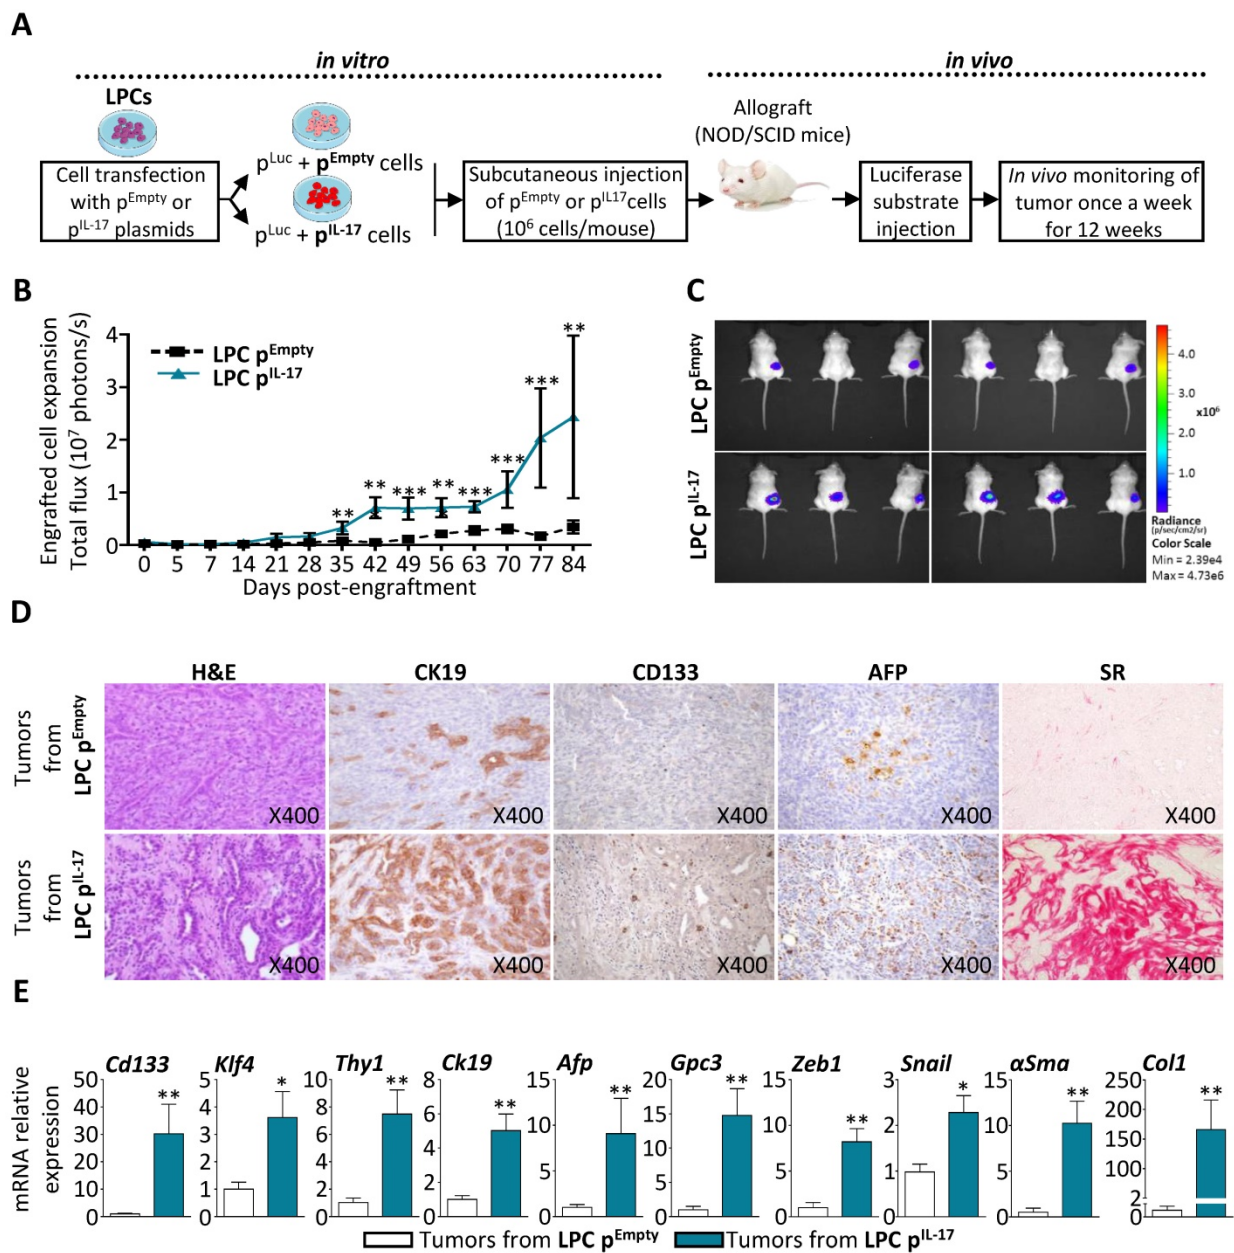 A
in vitro
in vivo
LPCs
Allograft
(NOD/SCID mice)
Cell transfection
with pEmpty or
pIL-17 plasmids
pLuc + pEmpty cells
pLuc + pIL-17 cells
Subcutaneous injection
of pEmpty or pIL17cells
(10⁶ cells/mouse)
Luciferase
substrate
injection
In vivo monitoring of
tumor once a week
for 12 weeks
B
Engrafted cell expansion
Total flux (10⁷ photons/s)
4
3
2
1
0
LPC pEmpty
LPC pIL-17
** ** *** ** *** *** *** **
0 5 7 14 21 28 35 42 49 56 63 70 77 84
Days post-engraftment
C
LPC pEmpty
LPC pIL-17
4.0
3.0
x10⁶
2.0
1.0
Radiance
(p/sec/cm2/sr)
Color Scale
Min = 2.39e4
Max = 4.73e6
D
H&E CK19 CD133 AFP SR
Tumors
from
LPC pEmpty
X400 X400 X400 X400 X400
Tumors
from
LPC pIL-17
X400 X400 X400 X400 X400
E
mRNA relative
expression
Cd133
50
40
30
20
10
0
**
Klf4
5
4
3
2
1
0
*
Thy1
10
8
6
4
2
0
**
Ck19
8
6
4
2
0
**
Afp
15
10
5
0
**
Gpc3
20
15
10
5
0
**
Zeb1
15
10
5
0
**
Snail
3
2
1
0
*
αSma
15
10
5
0
**
Col1
250
200
150
100
2
0
**
Tumors from LPC pEmpty
Tumors from LPC pIL-17